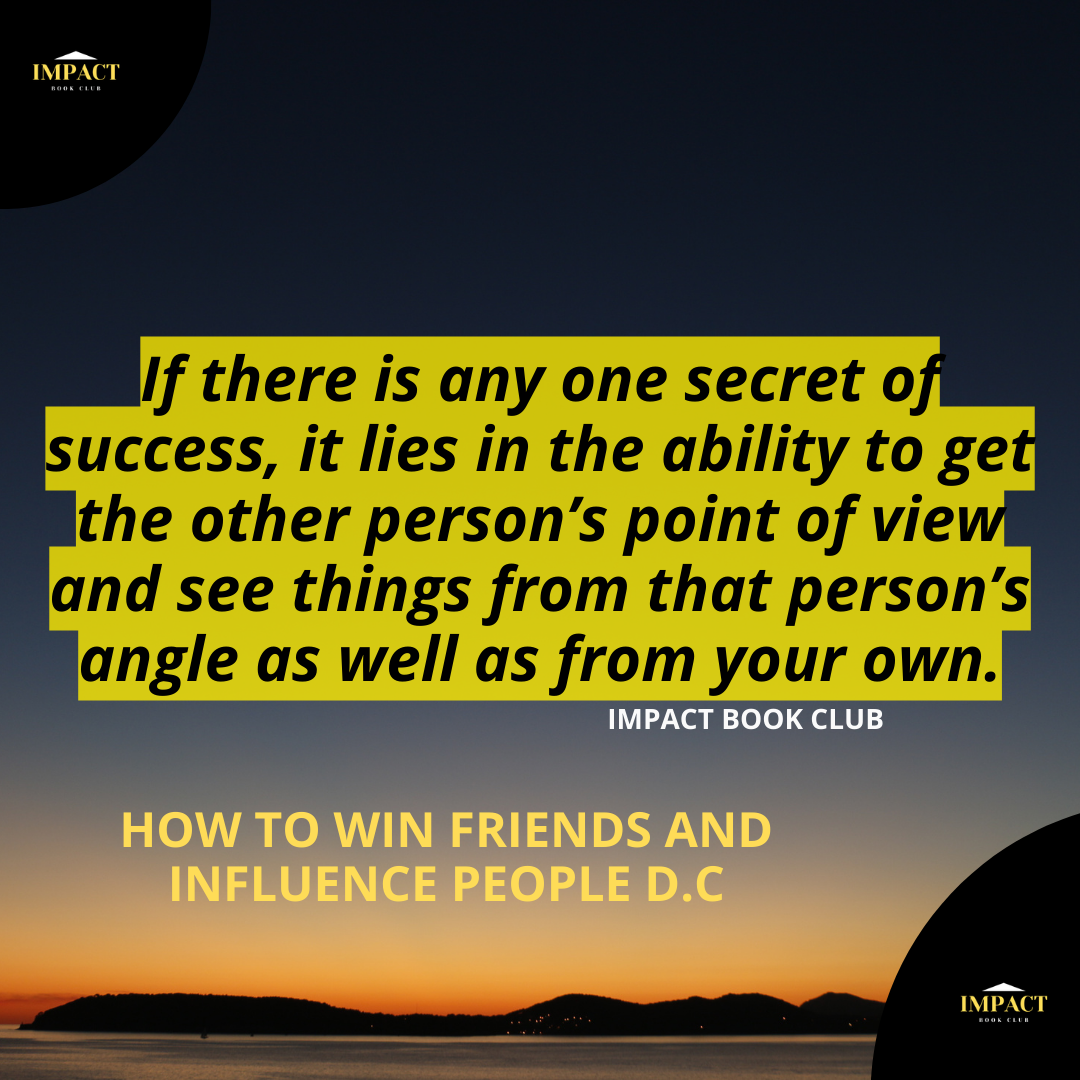 IMPACT
BOOK CLUB
If there is any one secret of
success, it lies in the ability to get
the other person’s point of view
and see things from that person’s
angle as well as from your own.
IMPACT BOOK CLUB
HOW TO WIN FRIENDS AND
INFLUENCE PEOPLE D.C
IMPACT
BOOK CLUB